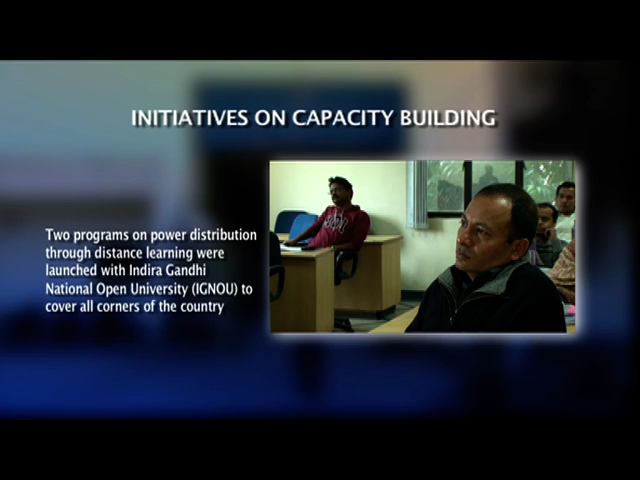 INITIATIVES ON CAPACITY BUILDING
Two programs on power distribution
through distance learning were
launched with Indira Gandhi
National Open University (IGNOU) to
cover all corners of the country